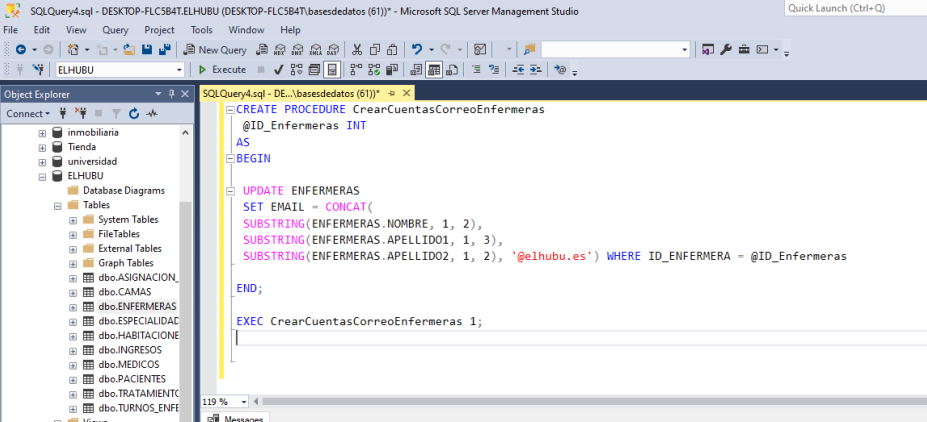 SQLQuery4.sql - DESKTOP-FLC5B4T.ELHUBU (DESKTOP-FLC5B4T\basesdedatos (61))* - Microsoft SQL Server Management Studio
Quick Launch (Ctrl+Q)
File Edit View Query Project Tools Window Help
New Query MDX DMX XMLA DAX
ELHUBU Execute
Object Explorer
SQLQuery4.sql - DE...\basesdedatos (61))*
Connect
inmobiliaria
Tienda
universidad
ELHUBU
Database Diagrams
Tables
System Tables
FileTables
External Tables
Graph Tables
dbo.ASIGNACION_
dbo.CAMAS
dbo.ENFERMERAS
dbo.ESPECIALIDAD
dbo.HABITACIONE
dbo.INGRESOS
dbo.MEDICOS
dbo.PACIENTES
dbo.TRATAMIENTO
dbo.TURNOS_ENFE
Views
CREATE PROCEDURE CrearCuentasCorreoEnfermeras
@ID_Enfermeras INT
AS
BEGIN
UPDATE ENFERMERAS
SET EMAIL = CONCAT(
SUBSTRING(ENFERMERAS.NOMBRE, 1, 2),
SUBSTRING(ENFERMERAS.APELLIDO1, 1, 3),
SUBSTRING(ENFERMERAS.APELLIDO2, 1, 2), '@elhubu.es') WHERE ID_ENFERMERA = @ID_Enfermeras
END;
EXEC CrearCuentasCorreoEnfermeras 1;
119 %
Messages